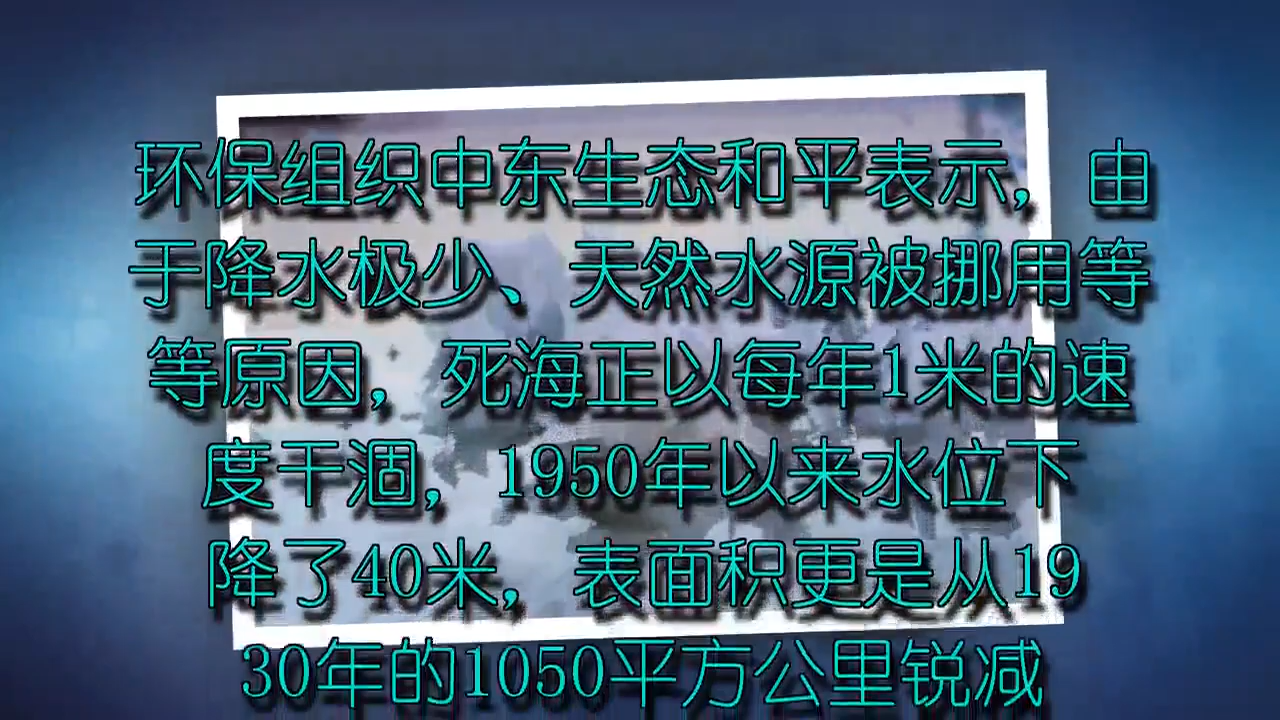 环保组织中东生态和平表示，由
于降水极少、天然水源被挪用等
等原因，死海正以每年1米的速
度干涸，1950年以来水位下
降了40米，表面积更是从19
30年的1050平方公里锐减